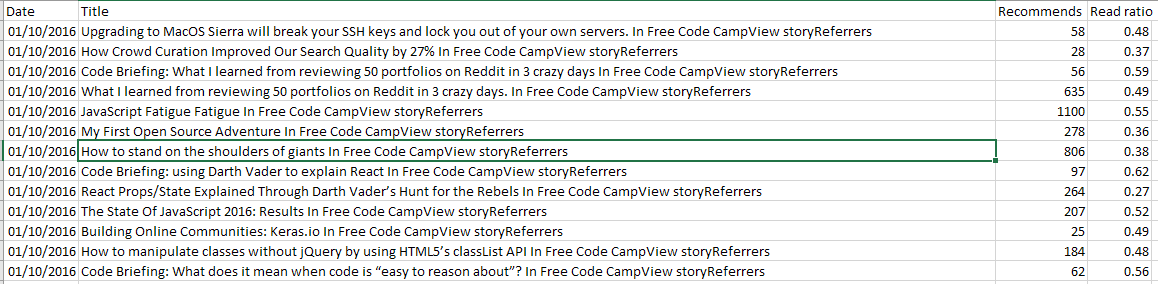 Date Title Recommends Read ratio
01/10/2016 Upgrading to MacOS Sierra will break your SSH keys and lock you out of your own servers. In Free Code CampView storyReferrers 58 0.48
01/10/2016 How Crowd Curation Improved Our Search Quality by 27% In Free Code CampView storyReferrers 28 0.37
01/10/2016 Code Briefing: What I learned from reviewing 50 portfolios on Reddit in 3 crazy days In Free Code CampView storyReferrers 56 0.59
01/10/2016 What I learned from reviewing 50 portfolios on Reddit in 3 crazy days. In Free Code CampView storyReferrers 635 0.49
01/10/2016 JavaScript Fatigue Fatigue In Free Code CampView storyReferrers 1100 0.55
01/10/2016 My First Open Source Adventure In Free Code CampView storyReferrers 278 0.36
01/10/2016 How to stand on the shoulders of giants In Free Code CampView storyReferrers 806 0.38
01/10/2016 Code Briefing: using Darth Vader to explain React In Free Code CampView storyReferrers 97 0.62
01/10/2016 React Props/State Explained Through Darth Vader’s Hunt for the Rebels In Free Code CampView storyReferrers 264 0.27
01/10/2016 The State Of JavaScript 2016: Results In Free Code CampView storyReferrers 207 0.52
01/10/2016 Building Online Communities: Keras.io In Free Code CampView storyReferrers 25 0.49
01/10/2016 How to manipulate classes without jQuery by using HTML5’s classList API In Free Code CampView storyReferrers 184 0.48
01/10/2016 Code Briefing: What does it mean when code is “easy to reason about”? In Free Code CampView storyReferrers 62 0.56